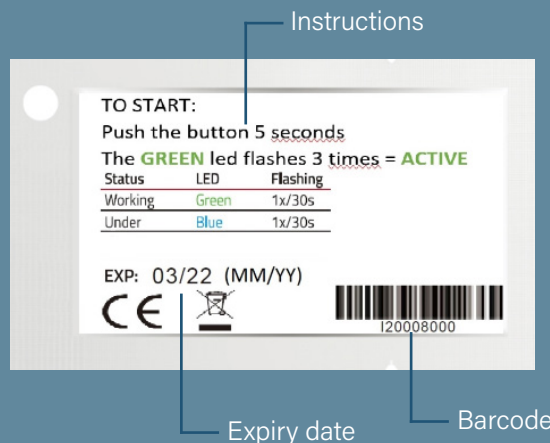 Instructions
TO START:
Push the button 5 seconds
The GREEN led flashes 3 times = ACTIVE
Status LED Flashing
Working Green 1x/30s
Under Blue 1x/30s
EXP: 03/22 (MM/YY)
CE
I20008000
Expiry date
Barcode